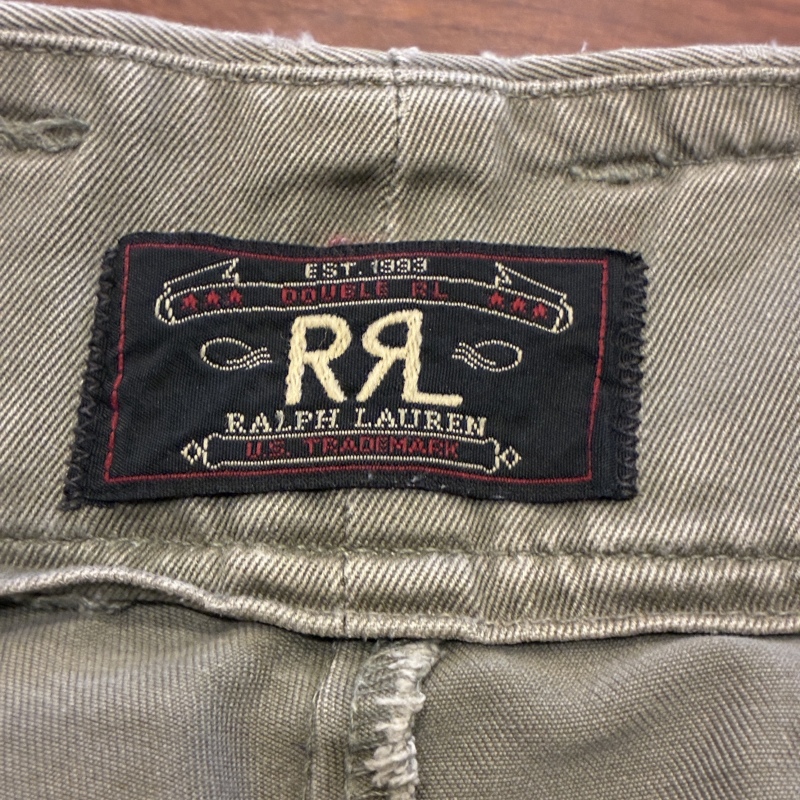 EST. 1993
DOUBLE RL
RRL
RALPH LAUREN
U.S. TRADEMARK